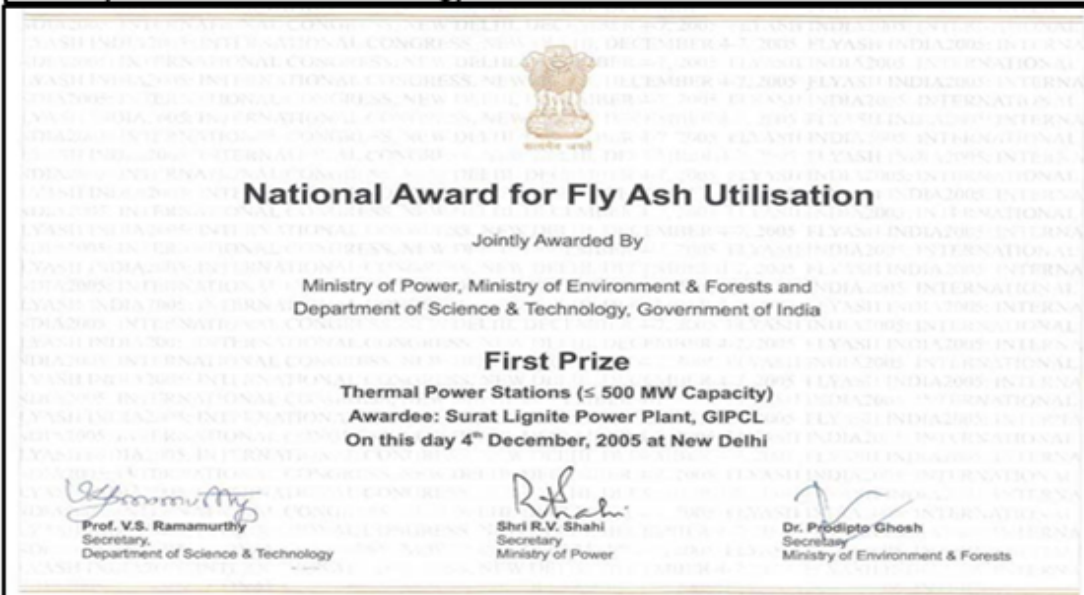 National Award for Fly Ash Utilisation
Jointly Awarded By
Ministry of Power, Ministry of Environment & Forests and
Department of Science & Technology, Government of India
First Prize
Thermal Power Stations (≤ 500 MW Capacity)
Awardee: Surat Lignite Power Plant, GIPCL
On this day 4th December, 2005 at New Delhi
Prof. V.S. Ramamurthy
Secretary,
Department of Science & Technology
Shri R.V. Shahi
Secretary
Ministry of Power
Dr. Prodipto Ghosh
Secretary
Ministry of Environment & Forests